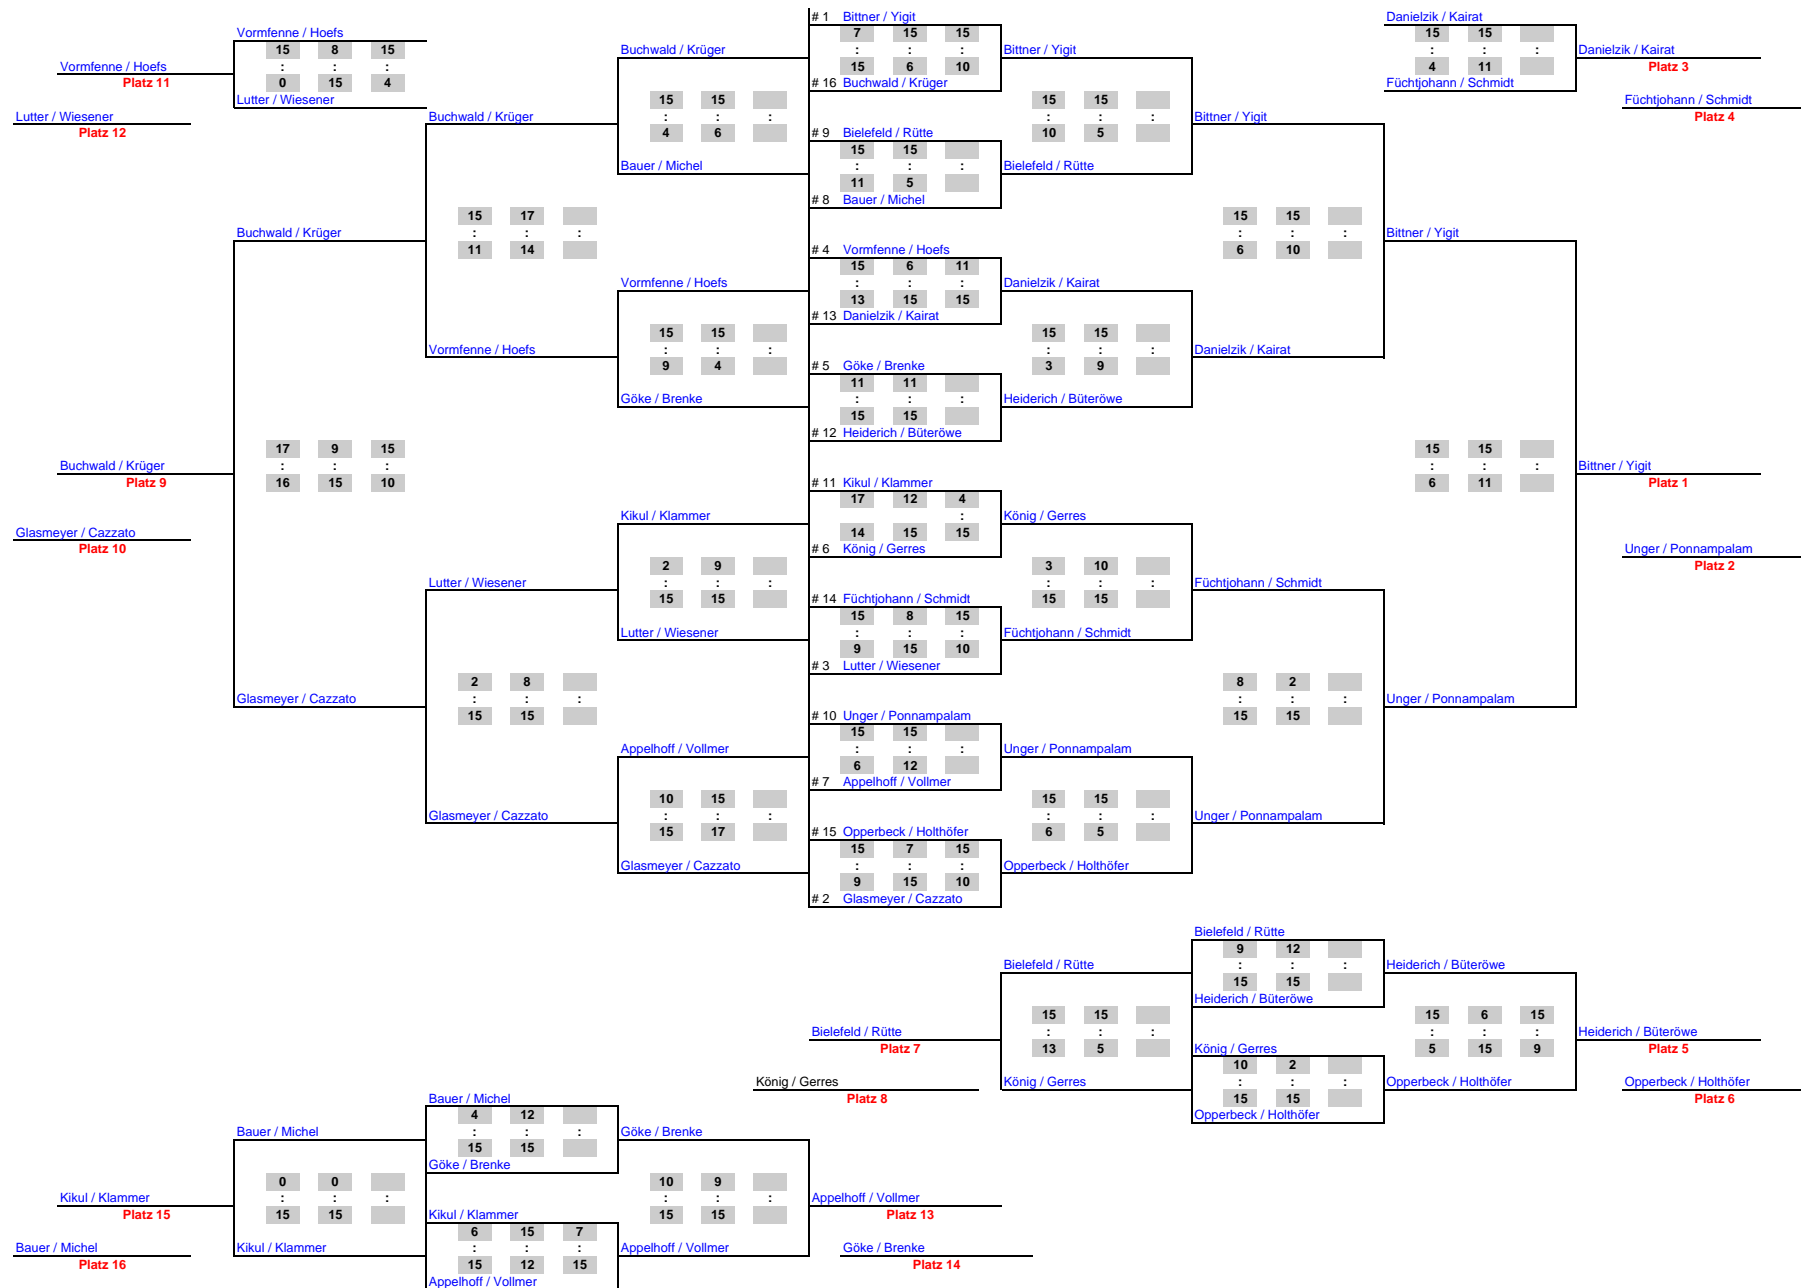 # 1 Bittner / Yigit
Danielzik / Kairat
Vormfenne / Hoefs
7 15 15
15 15
15 8 15
Buchwald / Krüger
Bittner / Yigit
: : :
: : :
Danielzik / Kairat
: : :
Vormfenne / Hoefs
15 6 10
4 11
Platz 3
0 15 4
Platz 11
# 16 Buchwald / Krüger
Füchtjohann / Schmidt
Lutter / Wiesener
15 15
15 15
Füchtjohann / Schmidt
Lutter / Wiesener
Buchwald / Krüger
: : :
: : :
Bittner / Yigit
Platz 4
Platz 12
4 6
# 9 Bielefeld / Rütte
10 5
15 15
Bauer / Michel
: : :
Bielefeld / Rütte
11 5
# 8 Bauer / Michel
15 17
15 15
Buchwald / Krüger
: : :
: : :
Bittner / Yigit
11 14
# 4 Vormfenne / Hoefs
6 10
15 6 11
Vormfenne / Hoefs
: : :
Danielzik / Kairat
13 15 15
# 13 Danielzik / Kairat
15 15
15 15
Vormfenne / Hoefs
: : :
: : :
Danielzik / Kairat
9 4
# 5 Göke / Brenke
3 9
11 11
Göke / Brenke
: : :
Heiderich / Büteröwe
15 15
# 12 Heiderich / Büteröwe
17 9 15
15 15
Buchwald / Krüger
: : :
: : :
Bittner / Yigit
Platz 9
16 15 10
# 11 Kikul / Klammer
6 11
Platz 1
17 12 4
Kikul / Klammer
:
König / Gerres
Glasmeyer / Cazzato
14 15 15
Platz 10
# 6 König / Gerres
Unger / Ponnampalam
2 9
3 10
Platz 2
Lutter / Wiesener
: : :
: : :
Füchtjohann / Schmidt
15 15
# 14 Füchtjohann / Schmidt
15 15
15 8 15
Lutter / Wiesener
: : :
Füchtjohann / Schmidt
9 15 10
# 3 Lutter / Wiesener
2 8
8 2
Glasmeyer / Cazzato
: : :
: : :
Unger / Ponnampalam
15 15
# 10 Unger / Ponnampalam
15 15
15 15
Appelhoff / Vollmer
: : :
Unger / Ponnampalam
6 12
# 7 Appelhoff / Vollmer
10 15
15 15
Glasmeyer / Cazzato
: : :
: : :
Unger / Ponnampalam
15 17
# 15 Opperbeck / Holthöfer
6 5
15 7 15
Glasmeyer / Cazzato
: : :
Opperbeck / Holthöfer
9 15 10
# 2 Glasmeyer / Cazzato
Bielefeld / Rütte
9 12
Bielefeld / Rütte
: : :
Heiderich / Büteröwe
15 15
Heiderich / Büteröwe
15 15
15 6 15
Bielefeld / Rütte
: : :
: : :
Heiderich / Büteröwe
Platz 7
13 5
König / Gerres
5 15 9
Platz 5
10 2
König / Gerres
König / Gerres
: : :
Opperbeck / Holthöfer
Opperbeck / Holthöfer
Platz 8
15 15
Platz 6
Opperbeck / Holthöfer
Bauer / Michel
4 12
Bauer / Michel
: : :
Göke / Brenke
15 15
Göke / Brenke
0 0
10 9
Kikul / Klammer
: : :
: : :
Appelhoff / Vollmer
Platz 15
15 15
Kikul / Klammer
15 15
Platz 13
6 15 7
Bauer / Michel
Kikul / Klammer
: : :
Appelhoff / Vollmer
Göke / Brenke
Platz 16
15 12 15
Platz 14
Appelhoff / Vollmer